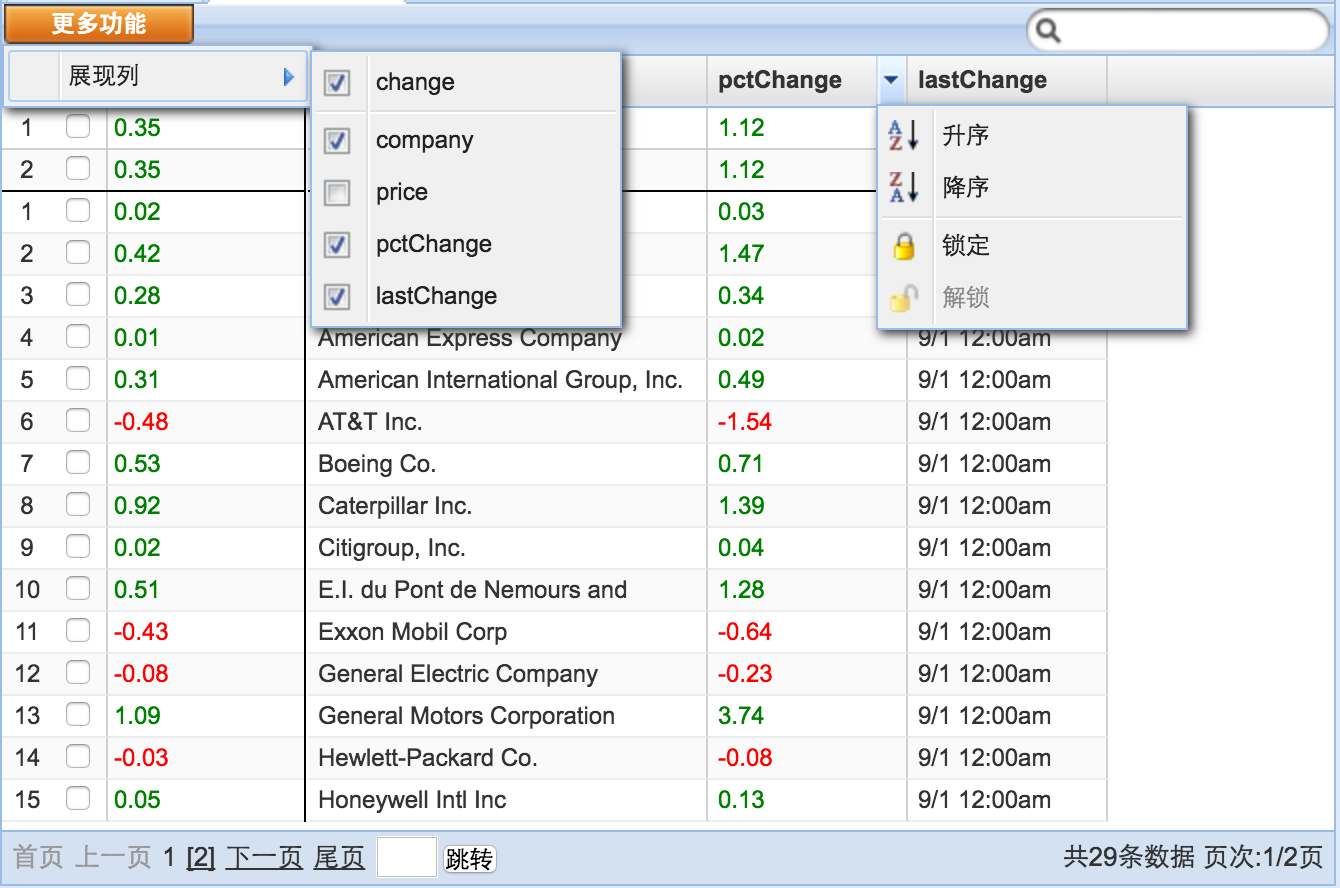 更多功能
展现列
change
company
price
pctChange
lastChange
pctChange lastChange
升序
降序
锁定
解锁
1 0.35 1.12
2 0.35 1.12
1 0.02 0.03
2 0.42 1.47
3 0.28 0.34
4 0.01 American Express Company 0.02 9/1 12:00am
5 0.31 American International Group, Inc. 0.49 9/1 12:00am
6 -0.48 AT&T Inc. -1.54 9/1 12:00am
7 0.53 Boeing Co. 0.71 9/1 12:00am
8 0.92 Caterpillar Inc. 1.39 9/1 12:00am
9 0.02 Citigroup, Inc. 0.04 9/1 12:00am
10 0.51 E.I. du Pont de Nemours and 1.28 9/1 12:00am
11 -0.43 Exxon Mobil Corp -0.64 9/1 12:00am
12 -0.08 General Electric Company -0.23 9/1 12:00am
13 1.09 General Motors Corporation 3.74 9/1 12:00am
14 -0.03 Hewlett-Packard Co. -0.08 9/1 12:00am
15 0.05 Honeywell Intl Inc 0.13 9/1 12:00am
首页 上一页 1 [2] 下一页 尾页 跳转 共29条数据 页次:1/2页